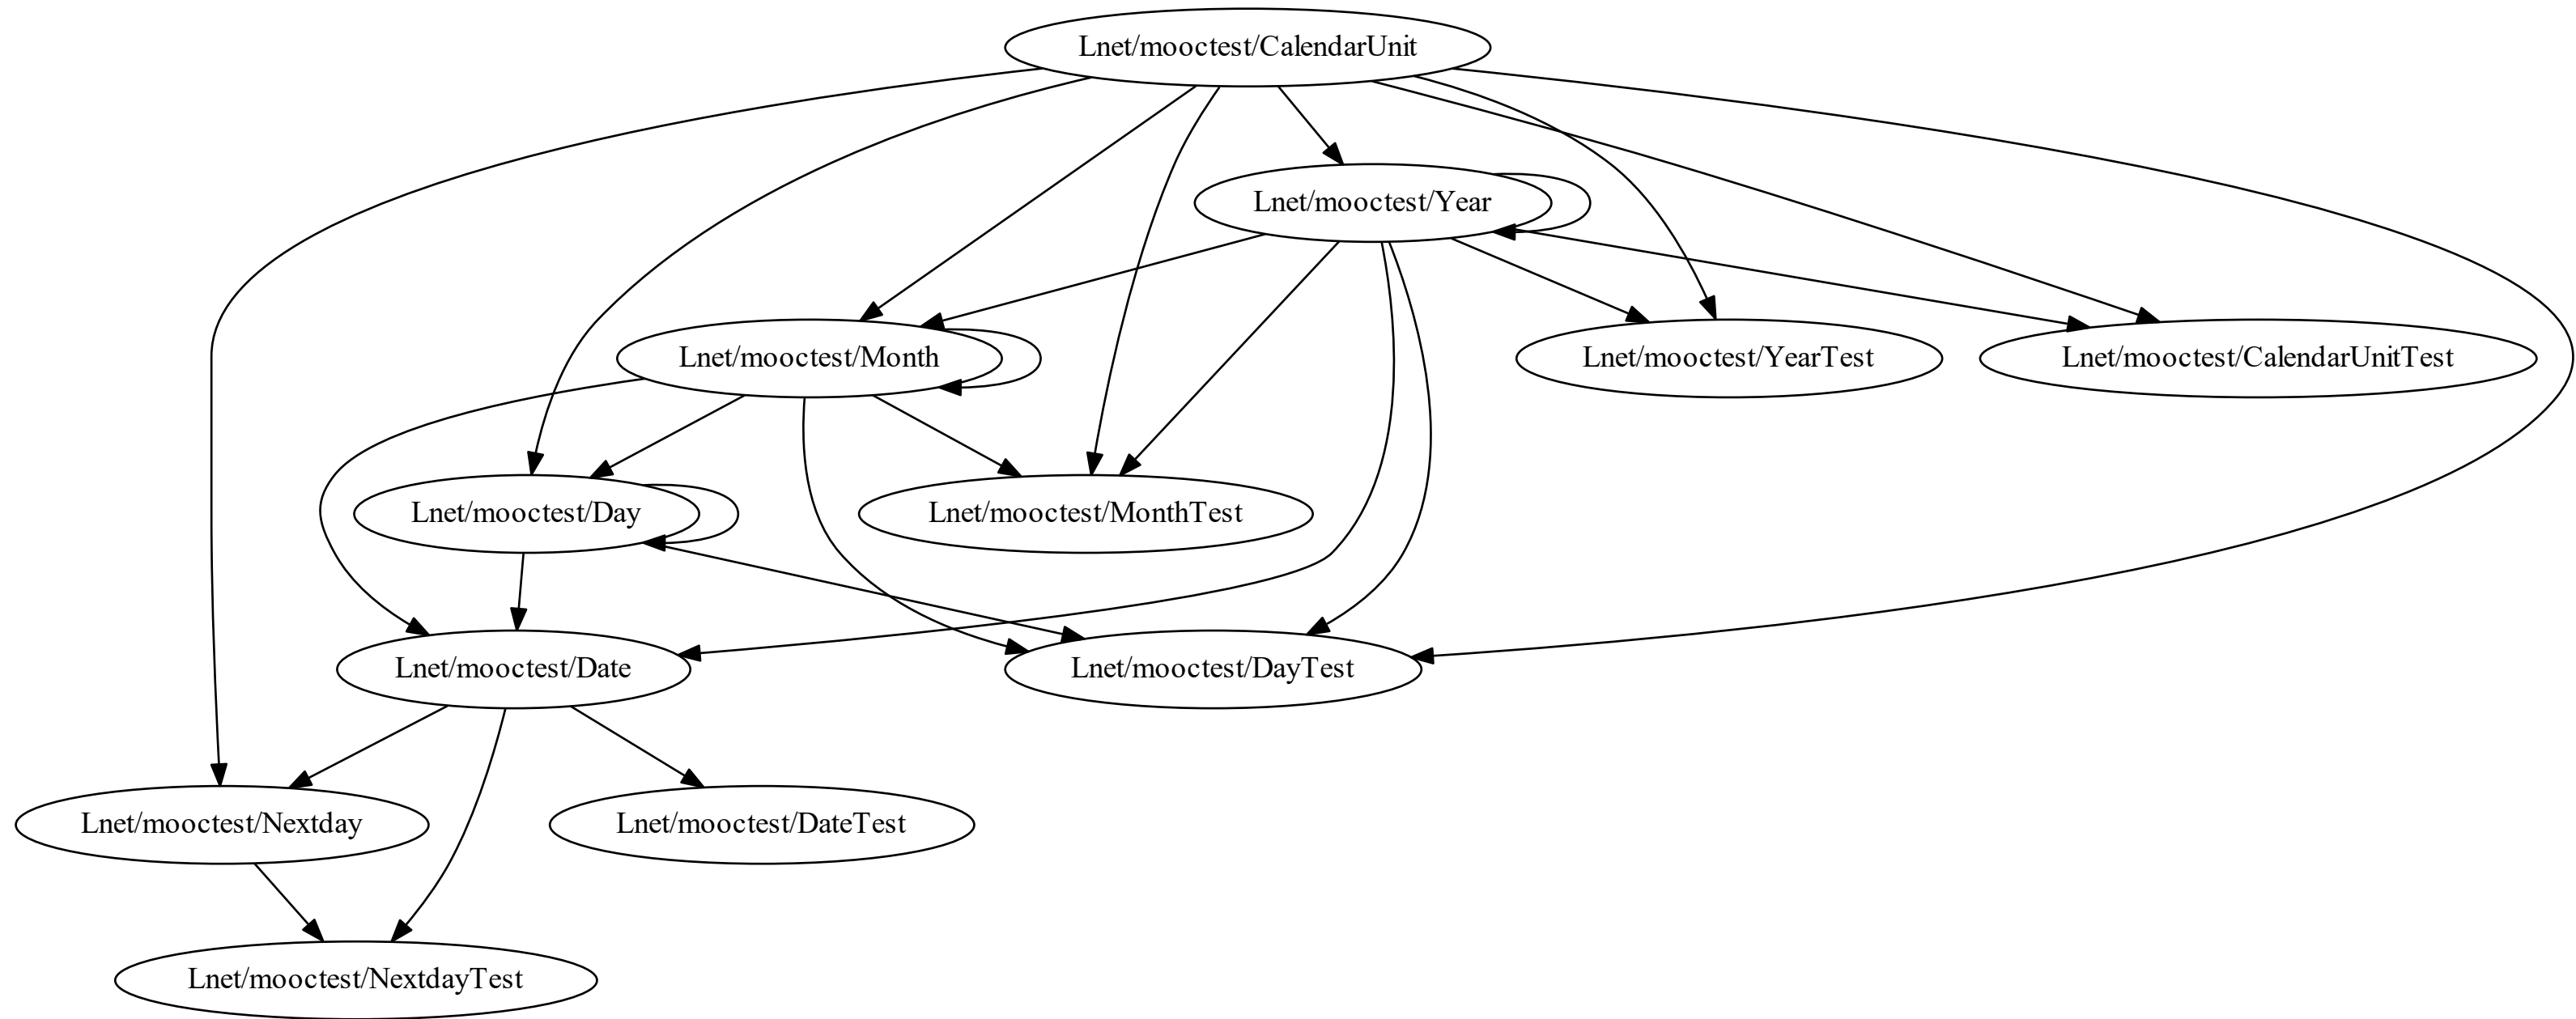 Lnet/mooctest/CalendarUnit
Lnet/mooctest/Year
Lnet/mooctest/Month
Lnet/mooctest/YearTest
Lnet/mooctest/CalendarUnitTest
Lnet/mooctest/Day
Lnet/mooctest/MonthTest
Lnet/mooctest/Date
Lnet/mooctest/DayTest
Lnet/mooctest/Nextday
Lnet/mooctest/DateTest
Lnet/mooctest/NextdayTest